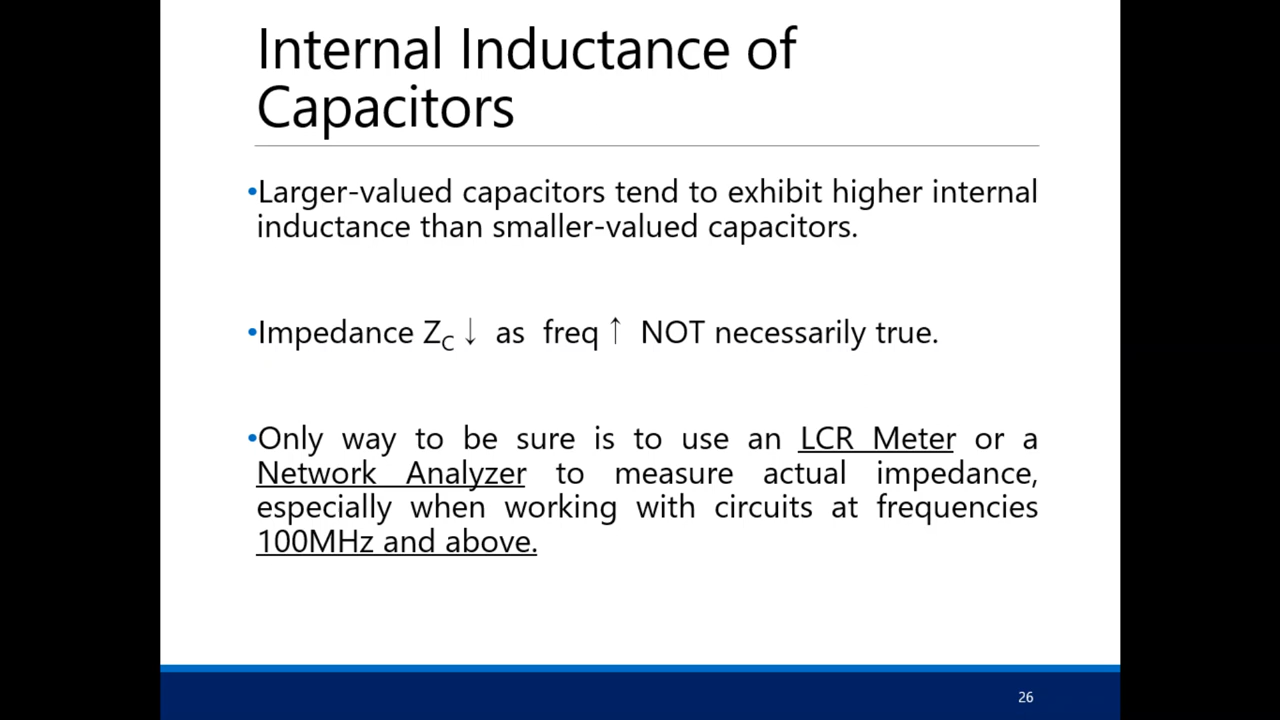 Internal Inductance of
Capacitors
•Larger-valued capacitors tend to exhibit higher internal
inductance than smaller-valued capacitors.
•Impedance ZC↓ as freq↑ NOT necessarily true.
•Only way to be sure is to use an LCR Meter or a
Network Analyzer to measure actual impedance,
especially when working with circuits at frequencies
100MHz and above.
26